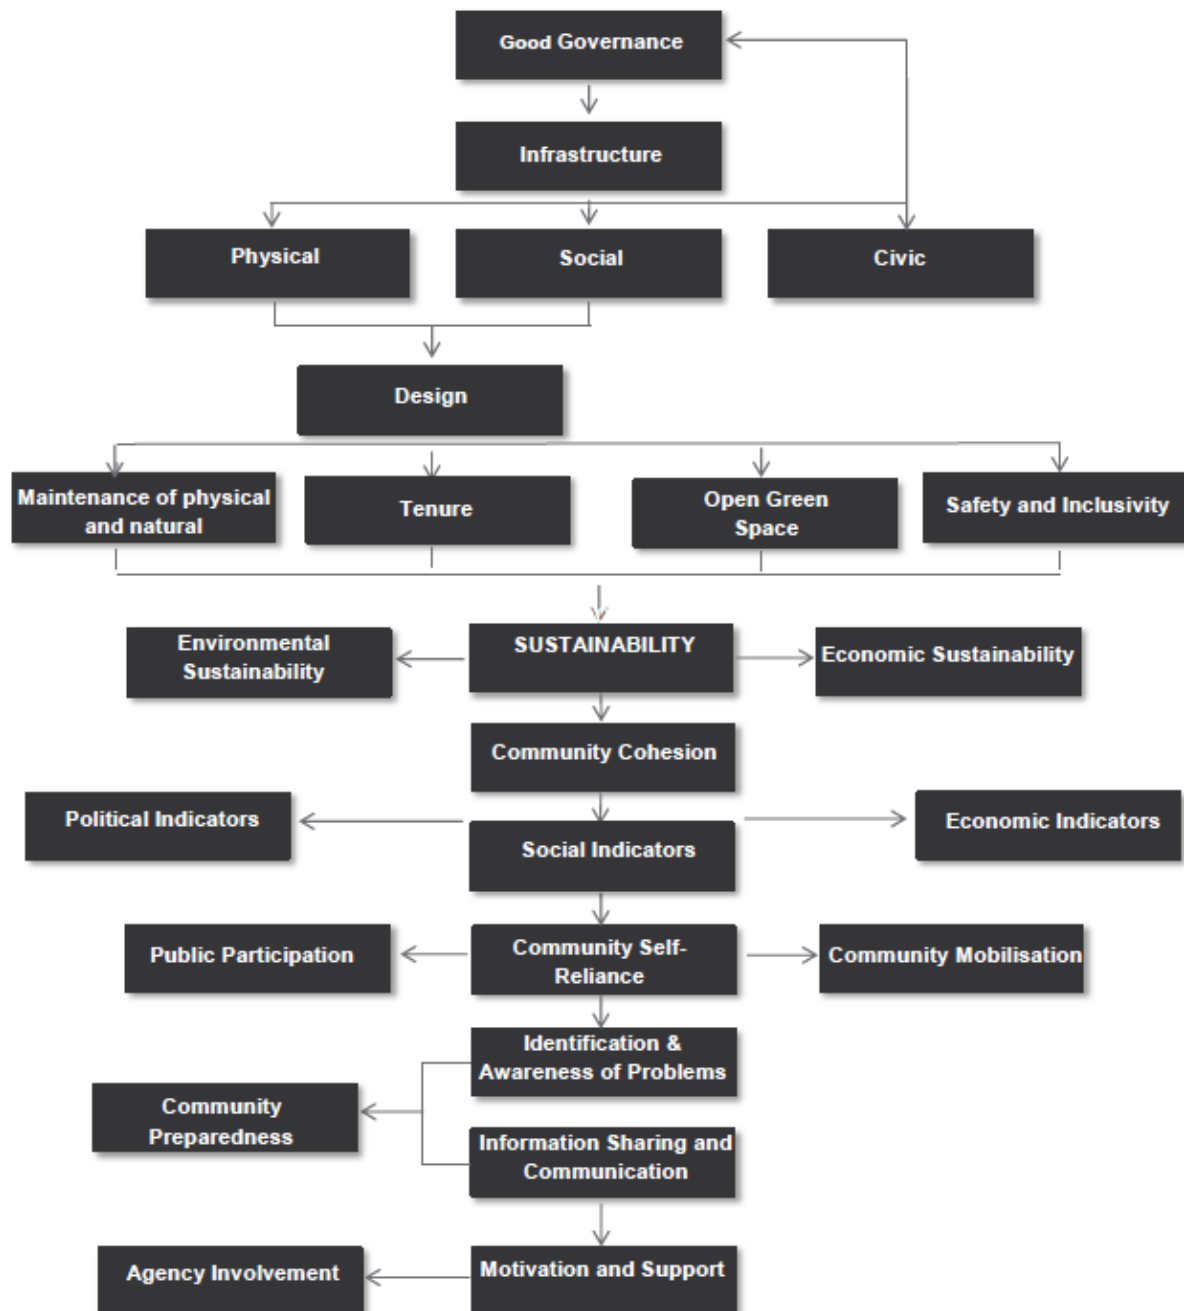 Good Governance
Infrastructure
Physical
Social
Civic
Design
Maintenance of physical
and natural
Tenure
Open Green
Space
Safety and Inclusivity
Environmental
Sustainability
SUSTAINABILITY
Economic Sustainability
Community Cohesion
Political Indicators
Social Indicators
Economic Indicators
Public Participation
Community Self-
Reliance
Community Mobilisation
Identification &
Awareness of Problems
Community
Preparedness
Information Sharing and
Communication
Agency Involvement
Motivation and Support